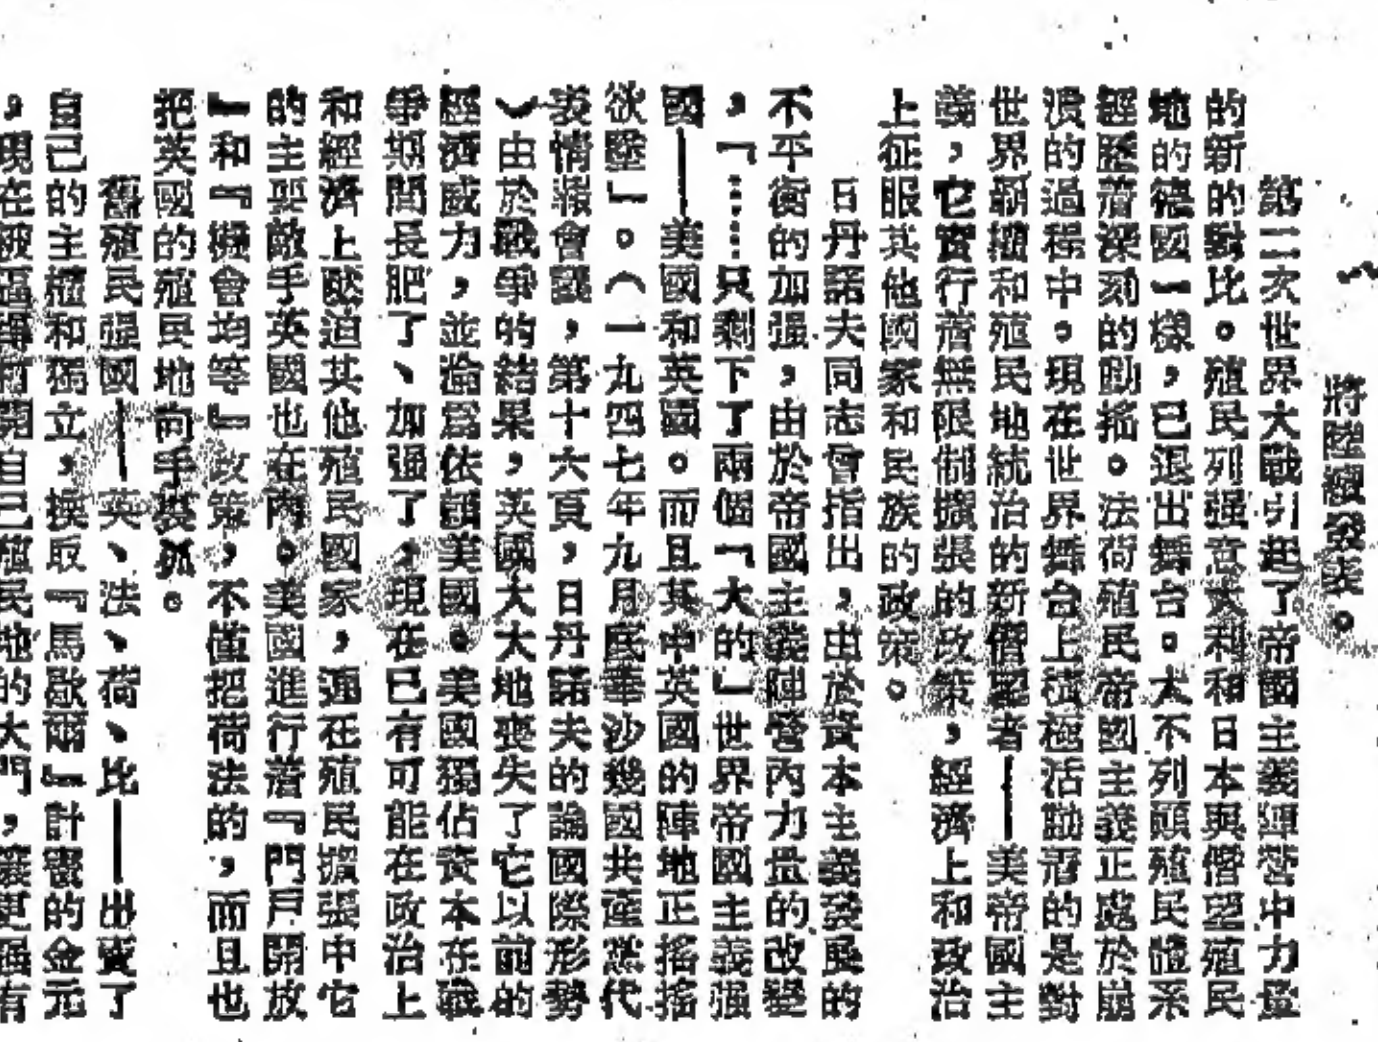 將陸續發表。
第二次世界大戰引起了帝國主義陣營中力量
的新的對比。殖民列强意大利和日本與僭望殖民
地的德國一樣,已退出舞台。大不列顛殖民體系
經歷着深刻的動搖。法荷殖民帝國主義正處於崩
潰的過程中。現在世界舞台上積極活動着的是對
世界霸權和殖民地統治的新僭望者——美帝國主
義,它實行着無限制擴張的政策,經濟上和政治
上征服其他國家和民族的政策。
日丹諾夫同志曾指出,由於資本主義發展的
不平衡的加强,由於帝國主義陣營內力量的改變
,「……只剩下了兩個「大的」世界帝國主義强
國——美國和英國。而且其中英國的陣地正搖搖
欲墜」。(一九四七年九月底華沙幾國共產黨代
表情報會議,第十六頁,日丹諾夫的論國際形勢
)由於戰爭的結果,英國大大地喪失了它以前的
經濟威力,並淪爲依賴美國。美國獨佔資本在戰
爭期間長肥了、加强了,現在已有可能在政治上
和經濟上壓迫其他殖民國家,連在殖民擴張中它
的主要敵手英國也在內。美國進行着『門戶開放
』和『機會均等』政策,不僅把荷法的,而且也
把英國的殖民地向手裝抓。
舊殖民强國——英、法、荷、比——出賣了
自己的主權和獨立,換取『馬歇爾』計畫的金元
,現在被逼得打開自己殖民地的大門,讓更强有